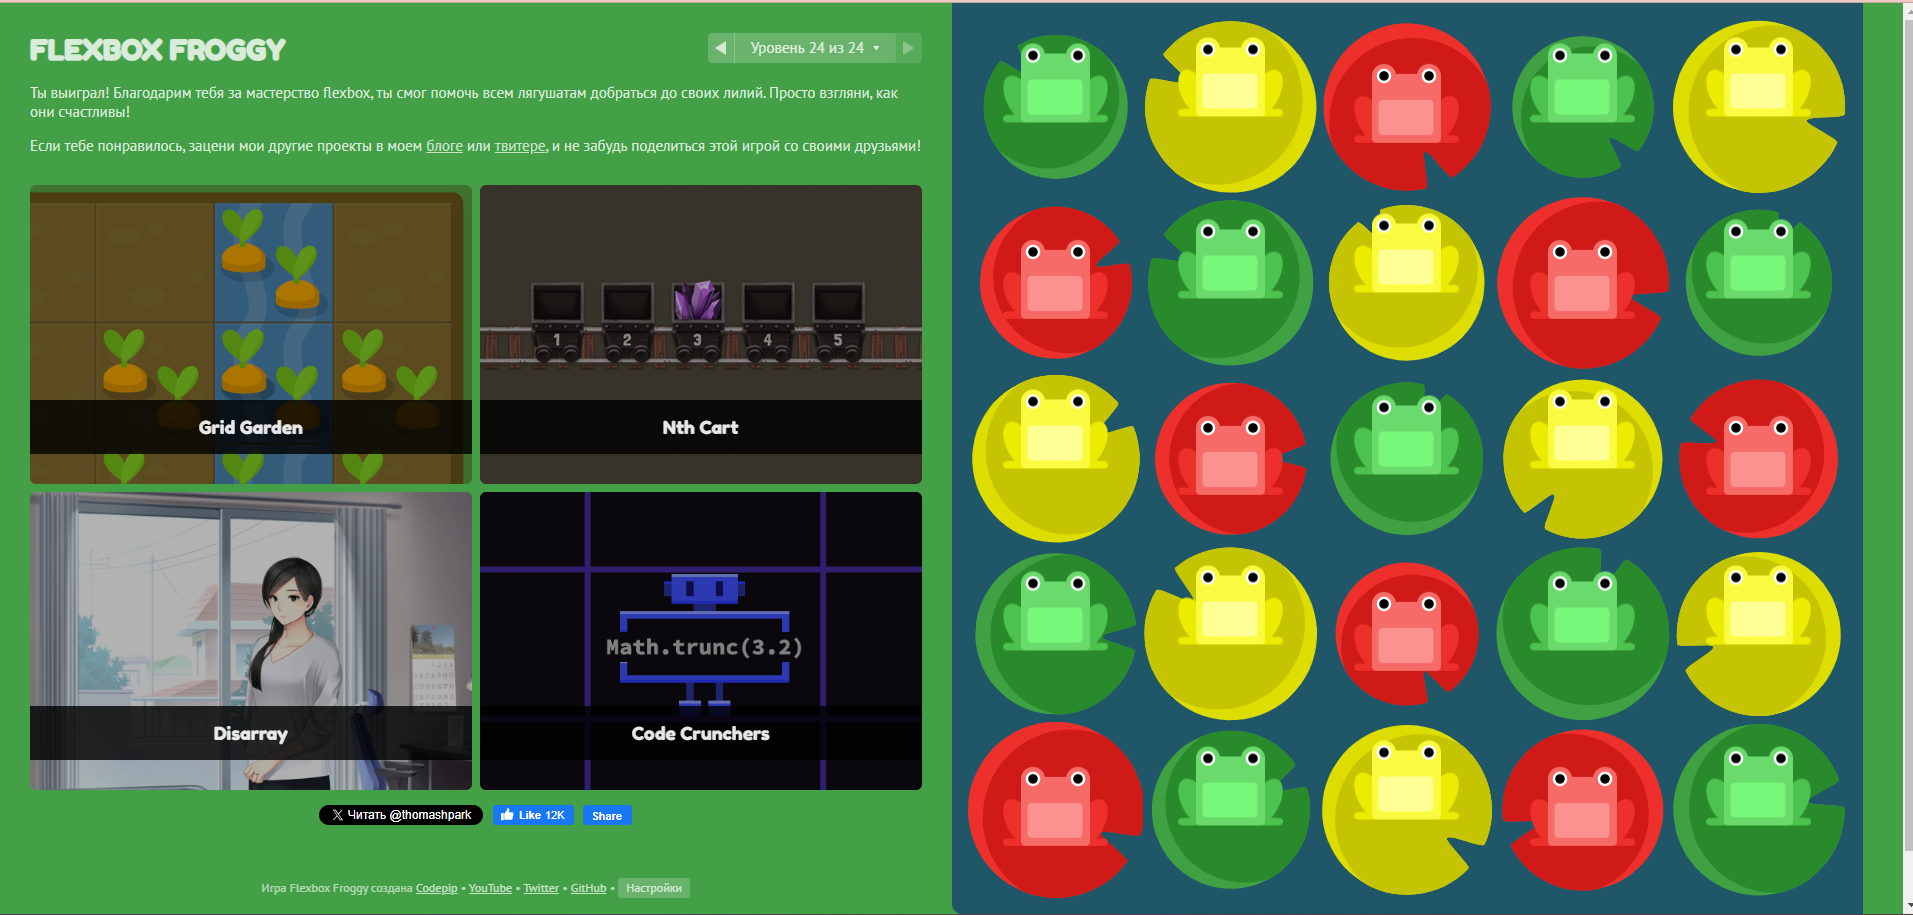 FLEXBOX FROGGY
Уровень 24 из 24
Ты выиграл! Благодарим тебя за мастерство flexbox, ты смог помочь всем лягушатам добраться до своих лилий. Просто взгляни, как
они счастливы!
Если тебе понравилось, зацени мои другие проекты в моем блоге или твитере, и не забудь поделиться этой игрой со своими друзьями!
Grid Garden
1 2 3 4 5
Nth Cart
Disarray
Math.trunc(3.2)
Code Crunchers
Читать @thomashpark
Like 12K
Share
Игра Flexbox Froggy создана Codepip • YouTube • Twitter • GitHub • Настройки